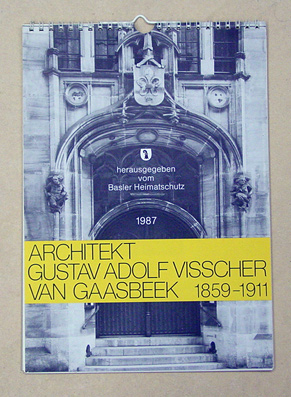 herausgegeben
vom
Basler Heimatschutz
1987
ARCHITEKT
GUSTAV ADOLF VISSCHER
VAN GAASBEEK 1859–1911